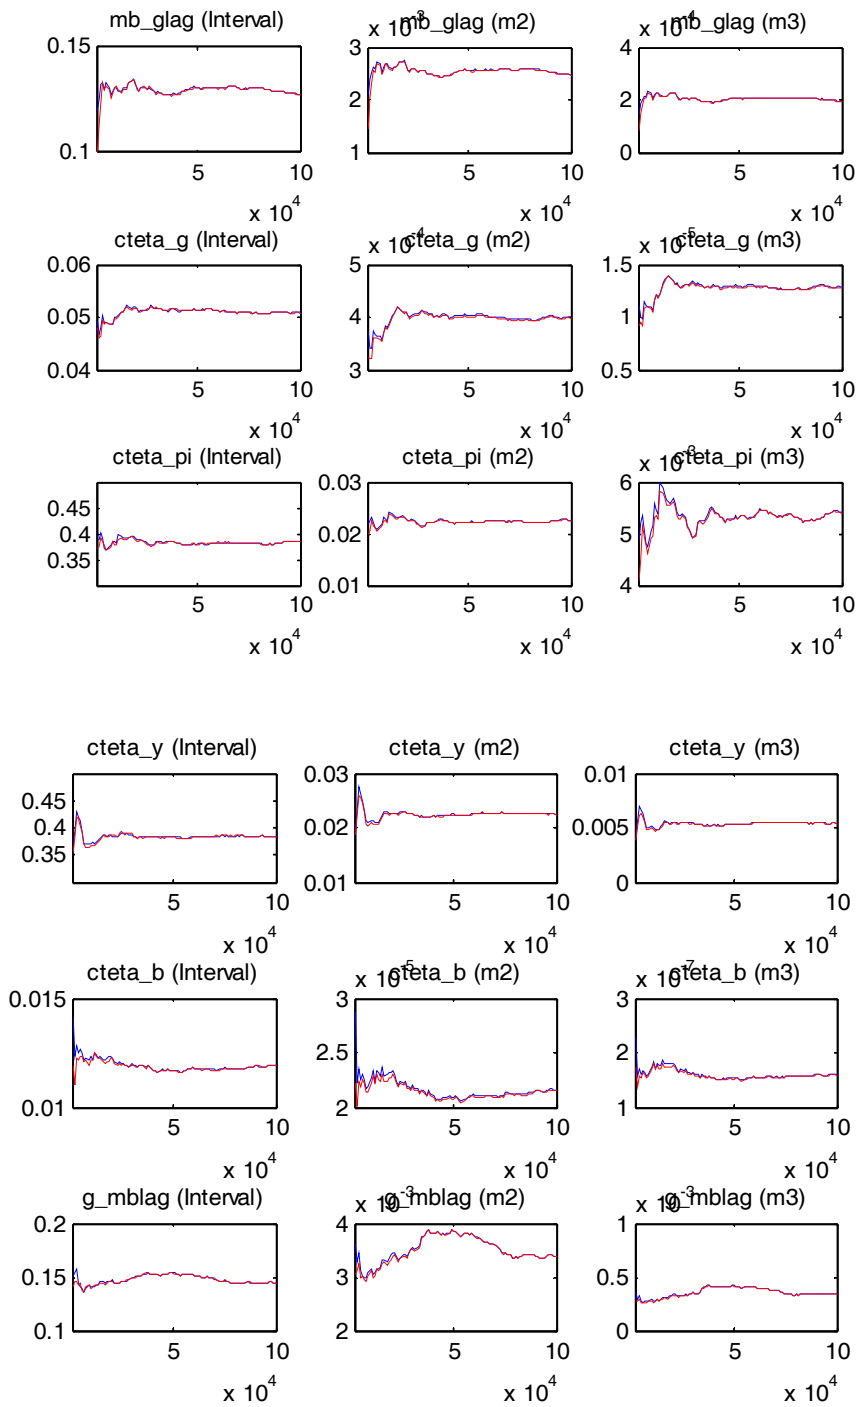 mb_glag (Interval)
x 10^-3 mb_glag (m2)
x 10^-4 mb_glag (m3)
0.15
3
4
2
2
0.1
1
0
5 10
5 10
5 10
x 10^4
x 10^4
x 10^4
cteta_g (Interval)
x 10^-4 cteta_g (m2)
x 10^-5 cteta_g (m3)
0.06
5
1.5
0.05
4
1
0.04
3
0.5
5 10
5 10
5 10
x 10^4
x 10^4
x 10^4
cteta_pi (Interval)
cteta_pi (m2)
x 10^-3 cteta_pi (m3)
0.03
6
0.45
0.4
0.02
5
0.35
0.01
4
5 10
5 10
5 10
x 10^4
x 10^4
x 10^4
cteta_y (Interval)
cteta_y (m2)
cteta_y (m3)
0.03
0.01
0.45
0.4
0.02
0.005
0.35
0.01
0
5 10
5 10
5 10
x 10^4
x 10^4
x 10^4
cteta_b (Interval)
x 10^-5 cteta_b (m2)
x 10^-7 cteta_b (m3)
0.015
3
3
2.5
2
0.01
2
1
5 10
5 10
5 10
x 10^4
x 10^4
x 10^4
g_mblag (Interval)
x 10^-3 g_mblag (m2)
x 10^-3 g_mblag (m3)
0.2
4
1
0.15
3
0.5
0.1
2
0
5 10
5 10
5 10
x 10^4
x 10^4
x 10^4